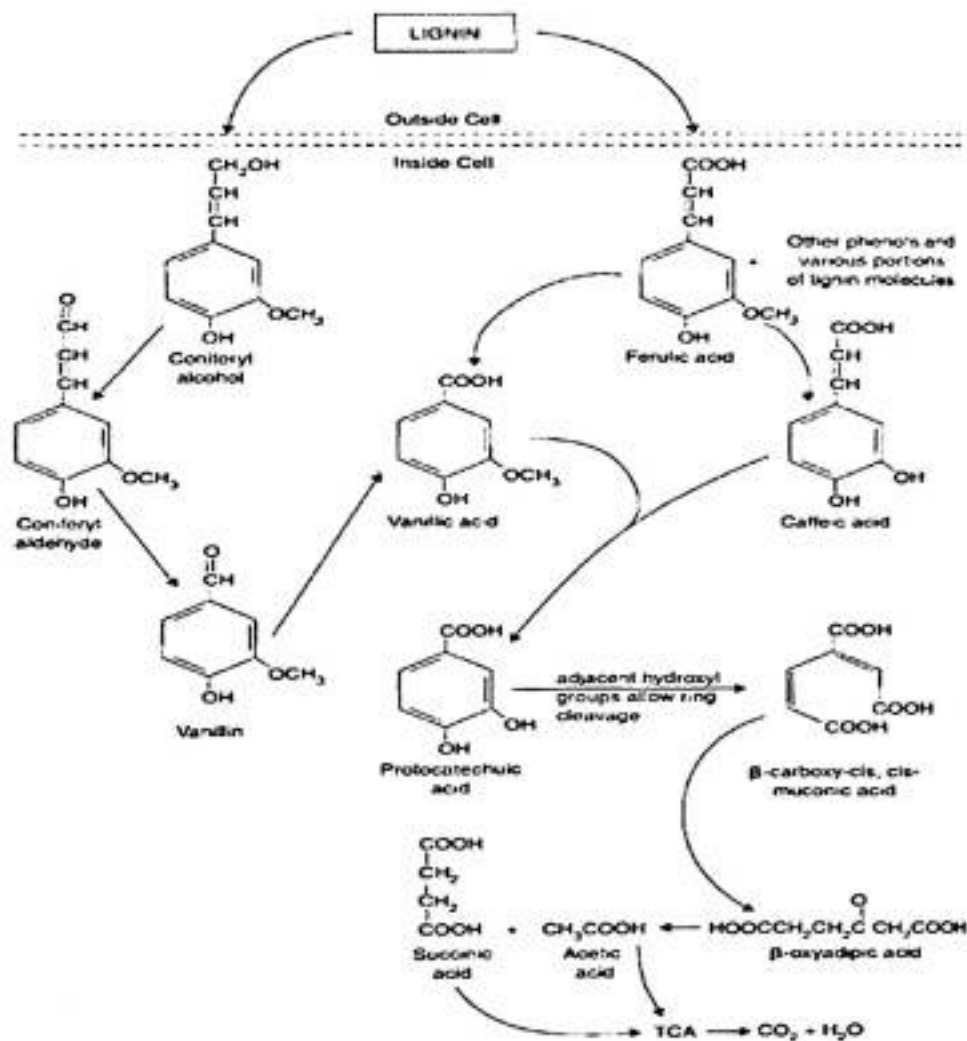 LIGNIN
Outside Cell
Inside Cell
CH2OH
CH
CH
OCH3
OH
Coniferyl
alcohol
COOH
CH
CH
OCH3
OH
Ferulic acid
+
Other phenols and
various portions
of lignin molecules
O
CH
CH
CH
OCH3
OH
Coniferyl
aldehyde
COOH
OCH3
OH
Vanillic acid
COOH
CH
CH
OH
OH
Caffeic acid
O
CH
OCH3
OH
Vanillin
COOH
OH
OH
Protocatechuic
acid
adjacent hydroxyl
groups allow ring
cleavage
COOH
COOH
COOH
β-carboxy-cis, cis-
muconic acid
COOH
CH2
CH2
COOH
Succinic
acid
+
CH3COOH
Acetic
acid
O
HOOCCH2CH2C CH2COOH
β-oxyadipic acid
TCA
CO2 + H2O